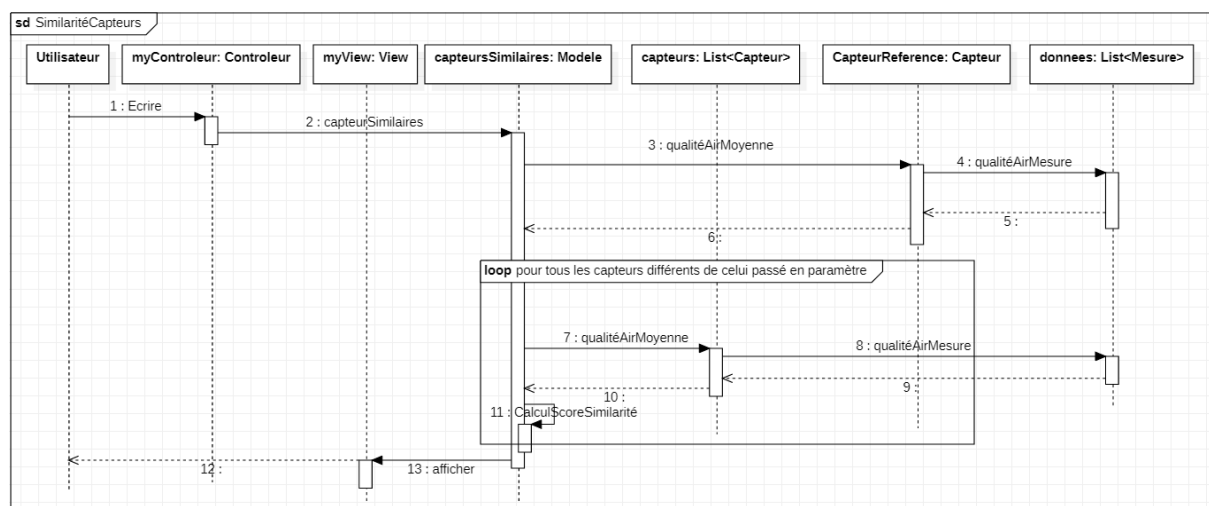 sd SimilaritéCapteurs
Utilisateur
myControleur: Controleur
myView: View
capteursSimilaires: Modele
capteurs: List<Capteur>
CapteurReference: Capteur
donnees: List<Mesure>
1 : Ecrire
2 : capteurSimilaires
3 : qualitéAirMoyenne
4 : qualitéAirMesure
5 :
6 :
loop pour tous les capteurs différents de celui passé en paramètre
7 : qualitéAirMoyenne
8 : qualitéAirMesure
9 :
10 :
11 : CalculScoreSimilarité
12 :
13 : afficher